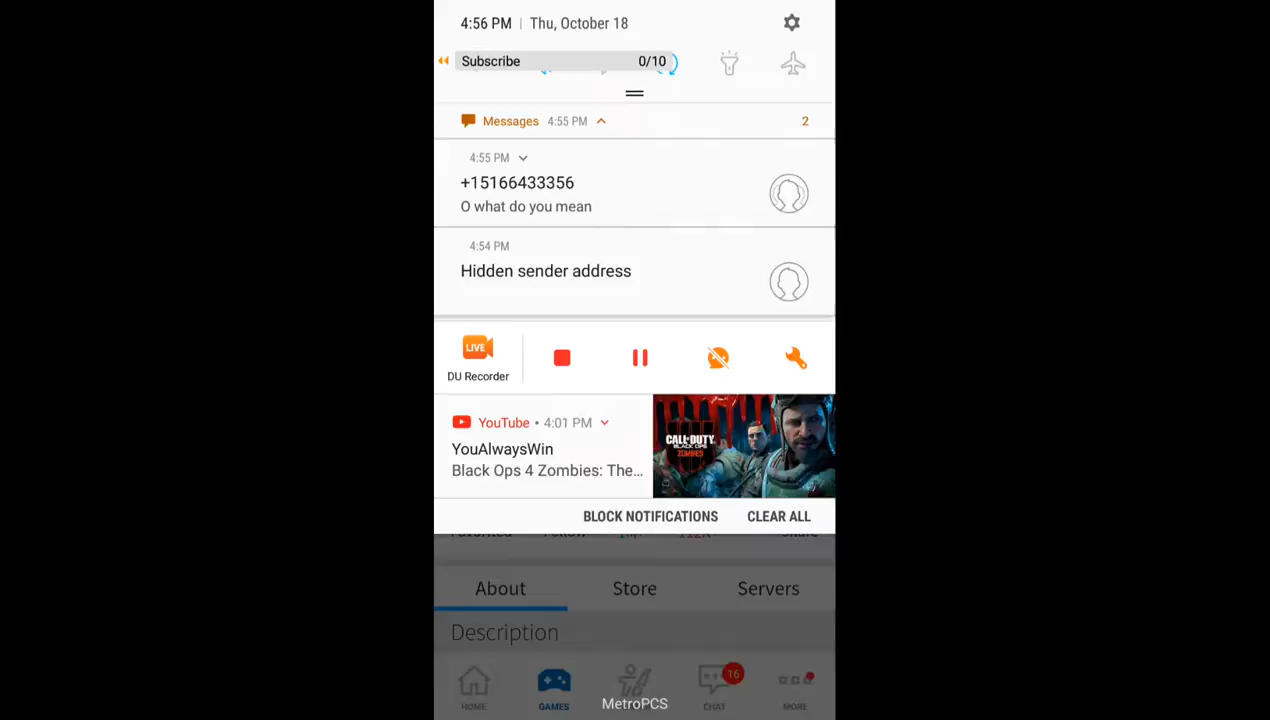 4:56 PM | Thu, October 18
Subscribe 0/10
Messages 4:55 PM 2
4:55 PM
+15166433356
O what do you mean
4:54 PM
Hidden sender address
LIVE
DU Recorder
YouTube • 4:01 PM
YouAlwaysWin
Black Ops 4 Zombies: The...
CALL OF DUTY
BLACK OPS
ZOMBIES
BLOCK NOTIFICATIONS CLEAR ALL
About Store Servers
Description
16
HOME GAMES CHAT MORE
MetroPCS